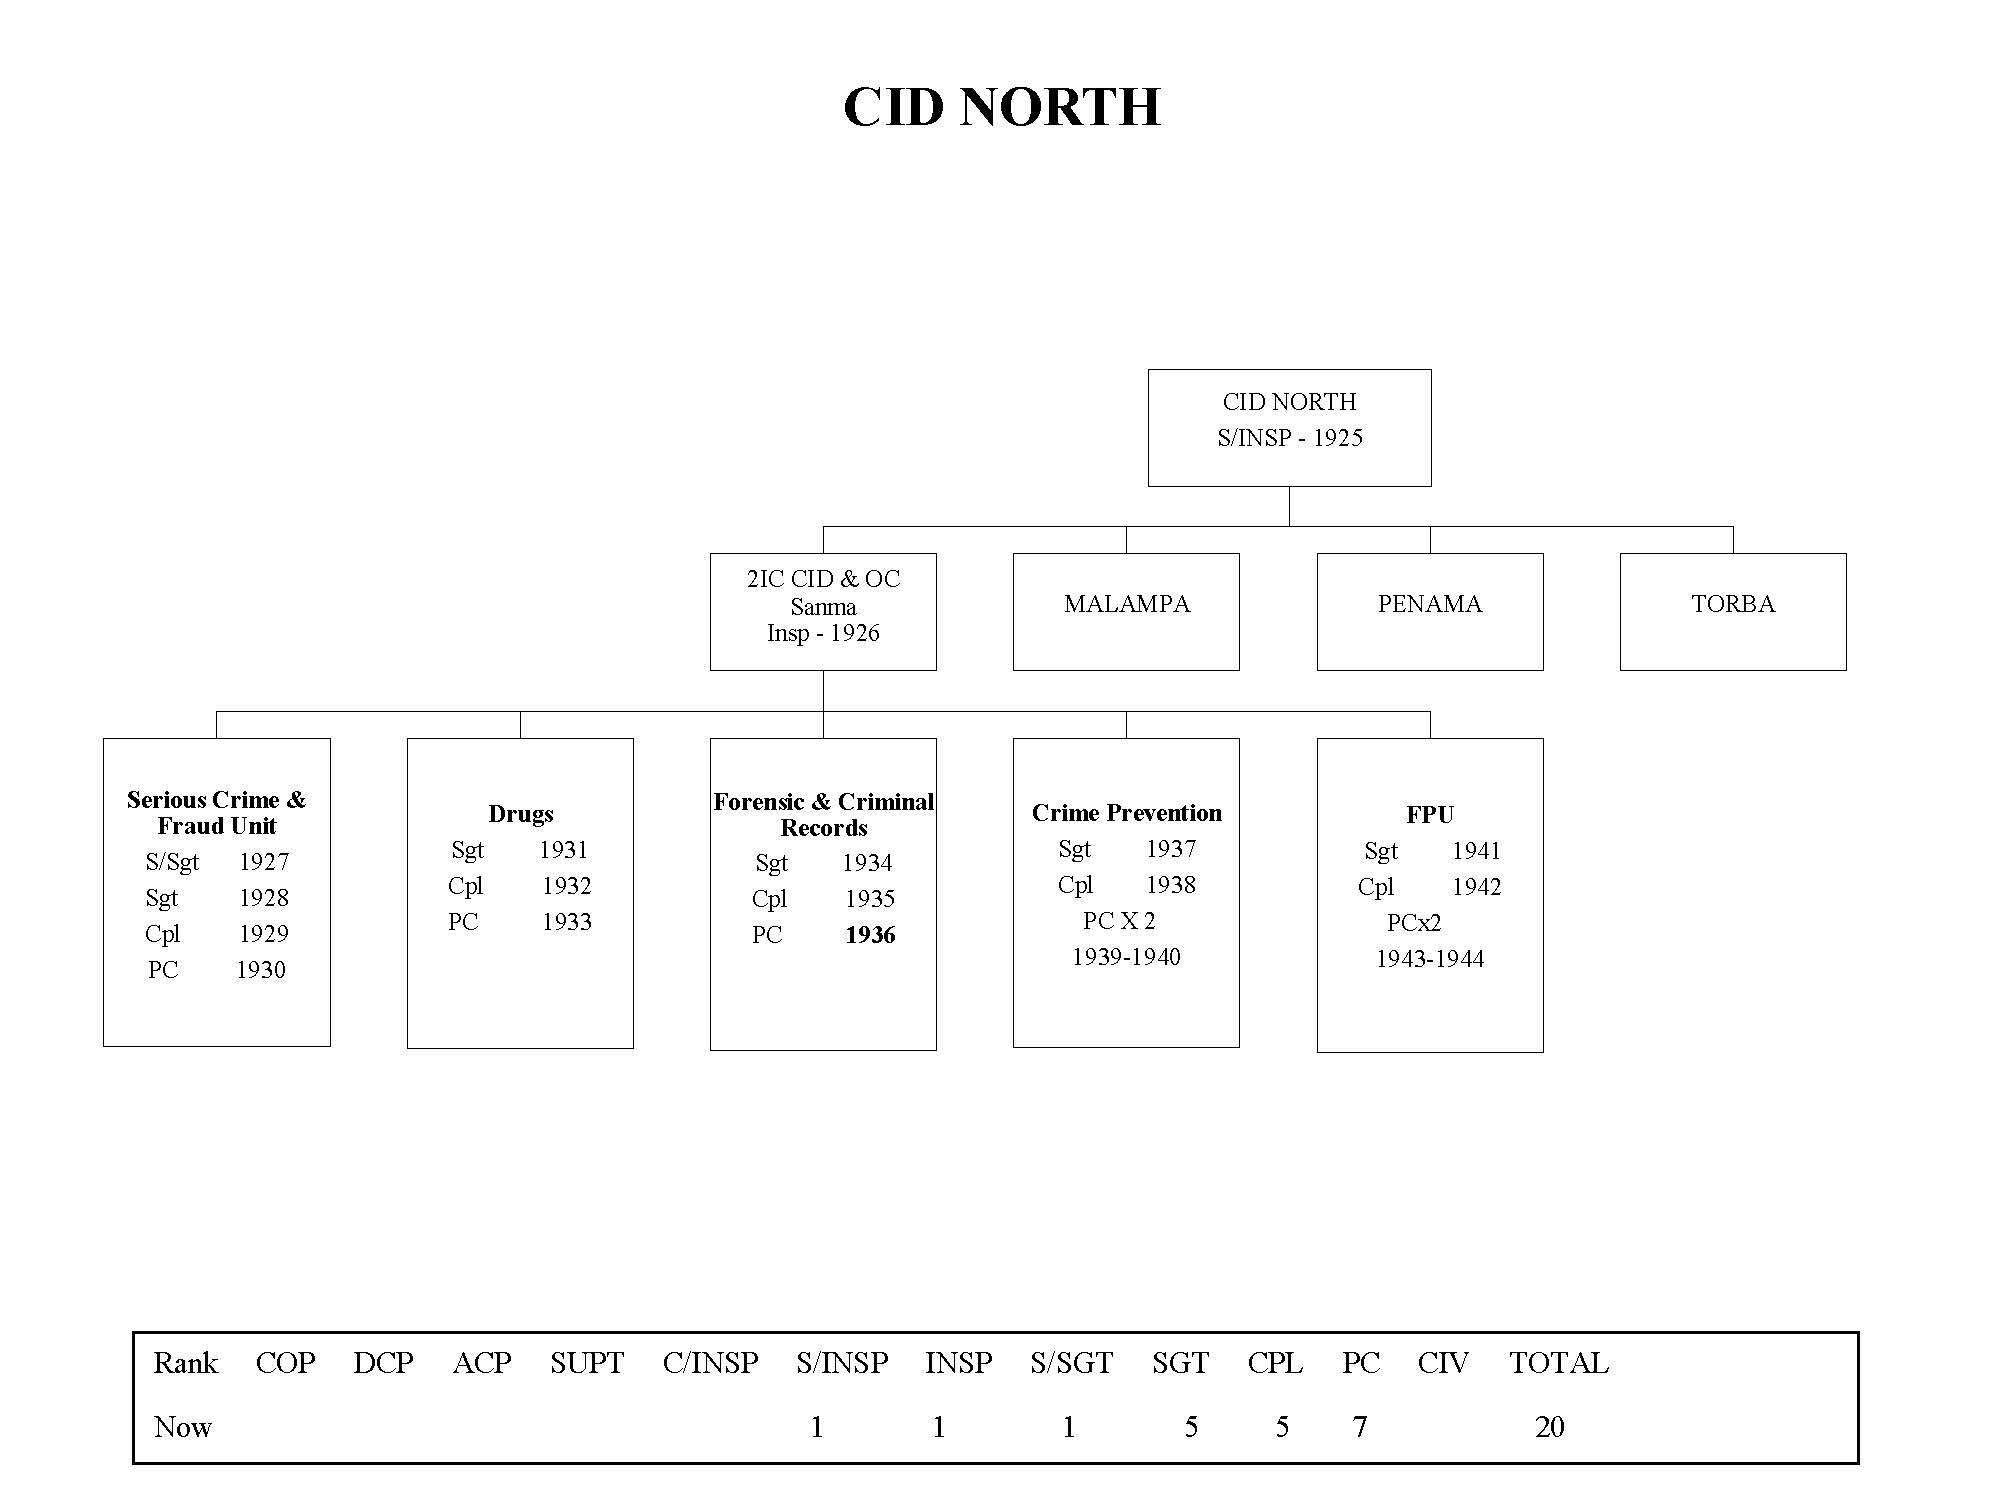 CID NORTH
CID NORTH
S/INSP - 1925
2IC CID & OC
Sanma
Insp - 1926
MALAMPA
PENAMA
TORBA
Serious Crime &
Fraud Unit
S/Sgt 1927
Sgt 1928
Cpl 1929
PC 1930
Drugs
Sgt 1931
Cpl 1932
PC 1933
Forensic & Criminal
Records
Sgt 1934
Cpl 1935
PC 1936
Crime Prevention
Sgt 1937
Cpl 1938
PC X 2
1939-1940
FPU
Sgt 1941
Cpl 1942
PCx2
1943-1944
Rank COP DCP ACP SUPT C/INSP S/INSP INSP S/SGT SGT CPL PC CIV TOTAL
Now 1 1 1 5 5 7 20